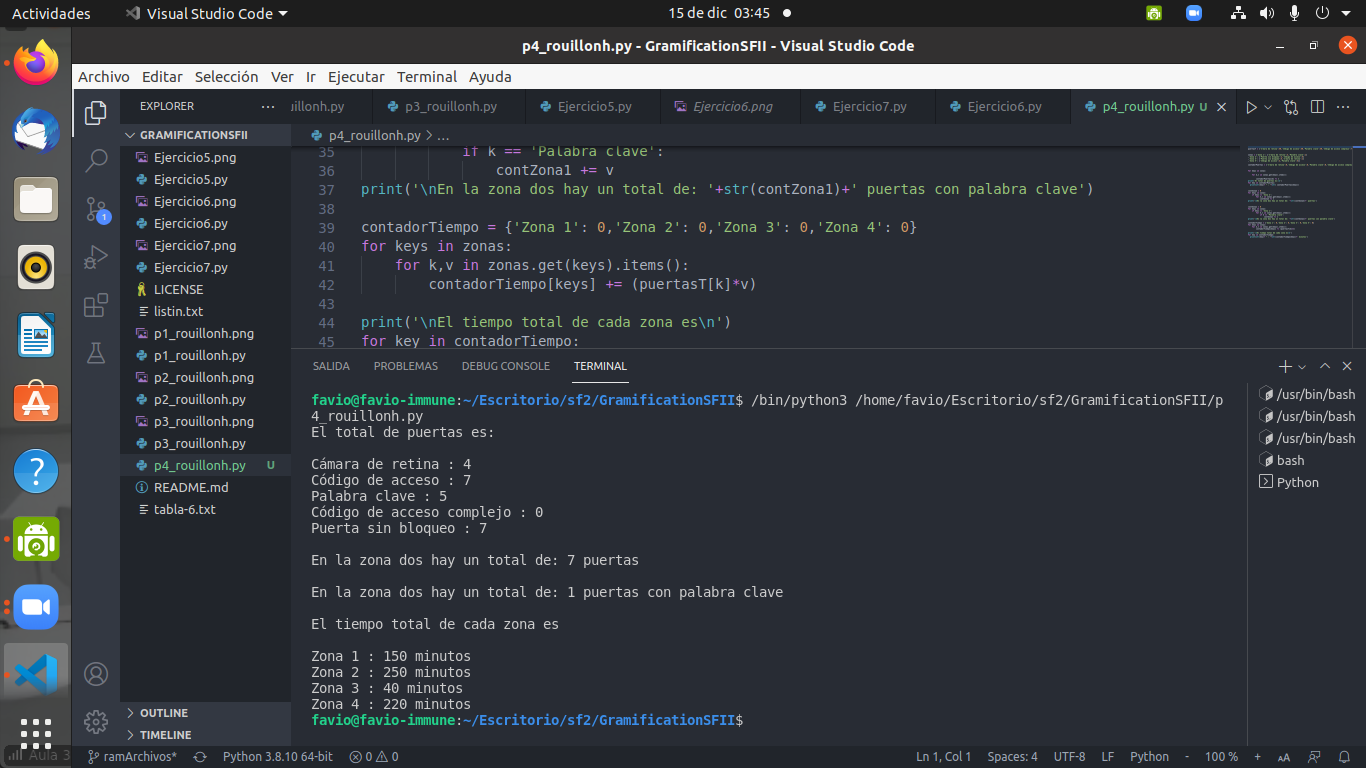 Actividades
Visual Studio Code
15 de dic 03:45
p4_rouillonh.py - GramificationSFII - Visual Studio Code
Archivo Editar Selección Ver Ir Ejecutar Terminal Ayuda
EXPLORER
illonh.py
p3_rouillonh.py
Ejercicio5.py
Ejercicio6.png
Ejercicio7.py
Ejercicio6.py
p4_rouillonh.py U
GRAMIFICATIONSFII
Ejercicio5.png
Ejercicio5.py
Ejercicio6.png
Ejercicio6.py
Ejercicio7.png
Ejercicio7.py
LICENSE
listin.txt
p1_rouillonh.png
p1_rouillonh.py
p2_rouillonh.png
p2_rouillonh.py
p3_rouillonh.png
p3_rouillonh.py
p4_rouillonh.py U
README.md
tabla-6.txt
OUTLINE
TIMELINE
1
p4_rouillonh.py > ...
35 if k == 'Palabra clave':
36 contZona1 += v
37 print('\nEn la zona dos hay un total de: '+str(contZona1)+' puertas con palabra clave')
38
39 contadorTiempo = {'Zona 1': 0,'Zona 2': 0,'Zona 3': 0,'Zona 4': 0}
40 for keys in zonas:
41 for k,v in zonas.get(keys).items():
42 contadorTiempo[keys] += (puertasT[k]*v)
43
44 print('\nEl tiempo total de cada zona es\n')
45 for key in contadorTiempo:
SALIDA PROBLEMAS DEBUG CONSOLE TERMINAL
favio@favio-immune:~/Escritorio/sf2/GramificationSFII$ /bin/python3 /home/favio/Escritorio/sf2/GramificationSFII/p
4_rouillonh.py
El total de puertas es:
Cámara de retina : 4
Código de acceso : 7
Palabra clave : 5
Código de acceso complejo : 0
Puerta sin bloqueo : 7
En la zona dos hay un total de: 7 puertas
En la zona dos hay un total de: 1 puertas con palabra clave
El tiempo total de cada zona es
Zona 1 : 150 minutos
Zona 2 : 250 minutos
Zona 3 : 40 minutos
Zona 4 : 220 minutos
favio@favio-immune:~/Escritorio/sf2/GramificationSFII$
/usr/bin/bash
/usr/bin/bash
/usr/bin/bash
bash
Python
Aula 3
ramArchivos* Python 3.8.10 64-bit 0 0 Ln 1, Col 1 Spaces: 4 UTF-8 LF Python - 100 % + AA